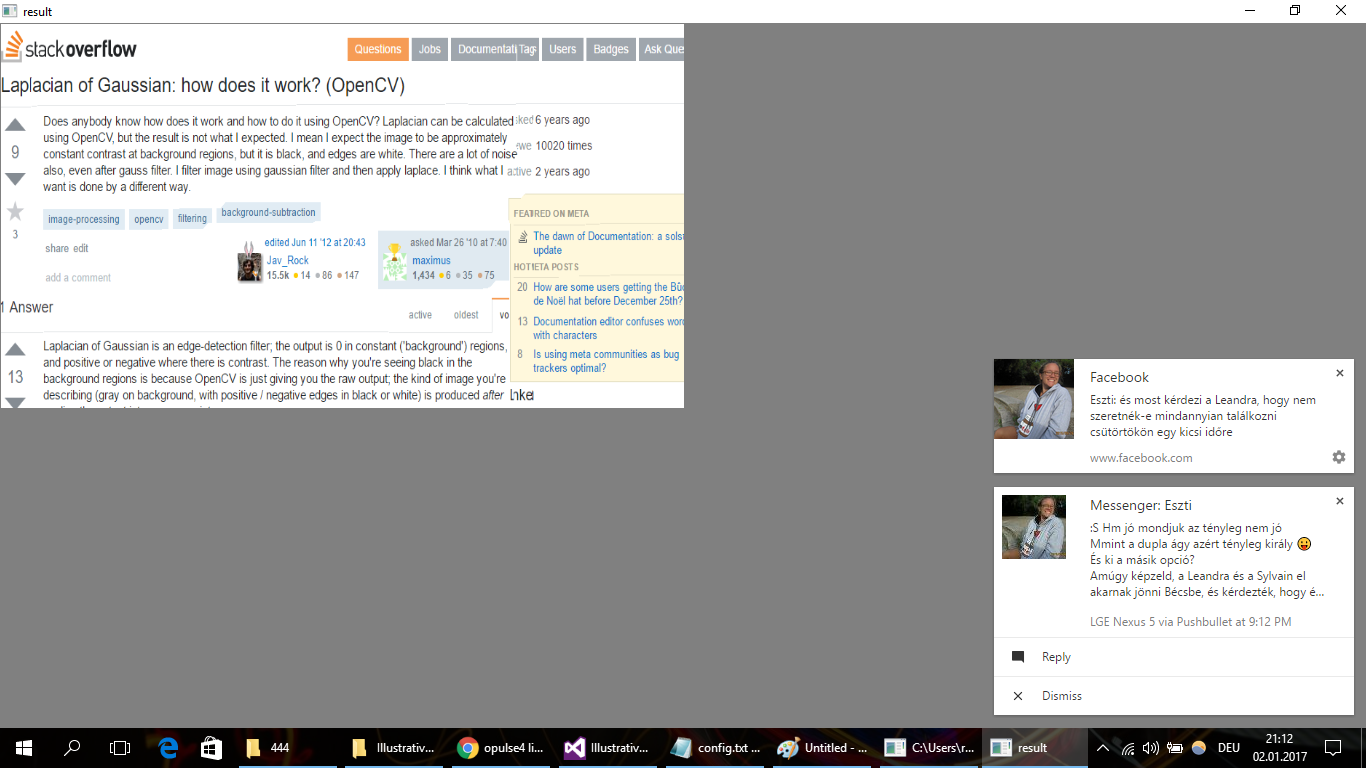 result
stackoverflow
Questions Jobs Documentati Tags Users Badges Ask Que
Laplacian of Gaussian: how does it work? (OpenCV)
9
Does anybody know how does it work and how to do it using OpenCV? Laplacian can be calculated
using OpenCV, but the result is not what I expected. I mean I expect the image to be approximately
constant contrast at background regions, but it is black, and edges are white. There are a lot of noise
also, even after gauss filter. I filter image using gaussian filter and then apply laplace. I think what I
want is done by a different way.
3
image-processing opencv filtering background-subtraction
share edit
edited Jun 11 '12 at 20:43
Jav_Rock
15.5k 14 86 147
asked Mar 26 '10 at 7:40
maximus
1,434 6 35 75
add a comment
1 Answer
active oldest vo
13
Laplacian of Gaussian is an edge-detection filter; the output is 0 in constant ('background') regions,
and positive or negative where there is contrast. The reason why you're seeing black in the
background regions is because OpenCV is just giving you the raw output; the kind of image you're
describing (gray on background, with positive / negative edges in black or white) is produced after
6 years ago
10020 times
2 years ago
ON META
The dawn of Documentation: a sols
update
POSTS
20 How are some users getting the Bû
de Noël hat before December 25th?
13 Documentation editor confuses wor
with characters
8 Is using meta communities as bug
trackers optimal?
Facebook
Eszti: és most kérdezi a Leandra, hogy nem
szeretnék-e mindannyian találkozni
csütörtökön egy kicsi időre
www.facebook.com
Messenger: Eszti
:S Hm jó mondjuk az tényleg nem jó
Mmint a dupla ágy azért tényleg király 😛
És ki a másik opció?
Amúgy képzeld, a Leandra és a Sylvain el
akarnak jönni Bécsbe, és kérdezték, hogy é...
LGE Nexus 5 via Pushbullet at 9:12 PM
Reply
Dismiss
444 Illustrativ... opulse4 li... Illustrativ... config.txt ... Untitled - ... C:\Users\r... result DEU
21:12
02.01.2017